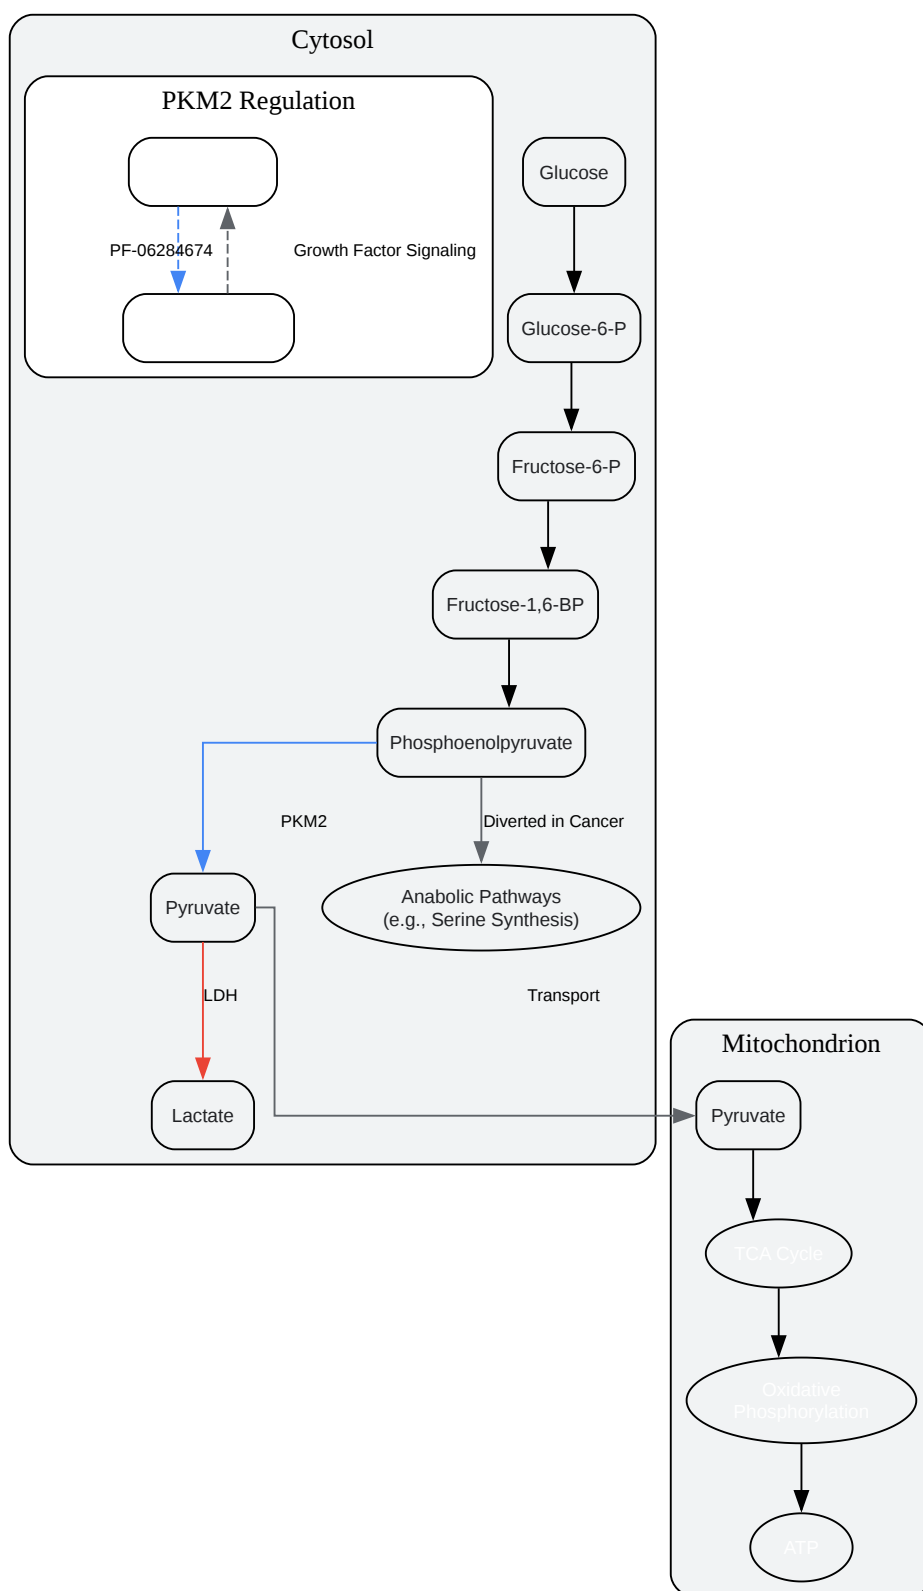 Cytosol
PKM2 Regulation
Glucose
PF-06284674
Growth Factor Signaling
Glucose-6-P
Fructose-6-P
Fructose-1,6-BP
Phosphoenolpyruvate
PKM2
Diverted in Cancer
Pyruvate
Anabolic Pathways
(e.g., Serine Synthesis)
LDH
Transport
Mitochondrion
Lactate
Pyruvate
TCA Cycle
Oxidative
Phosphorylation
ATP